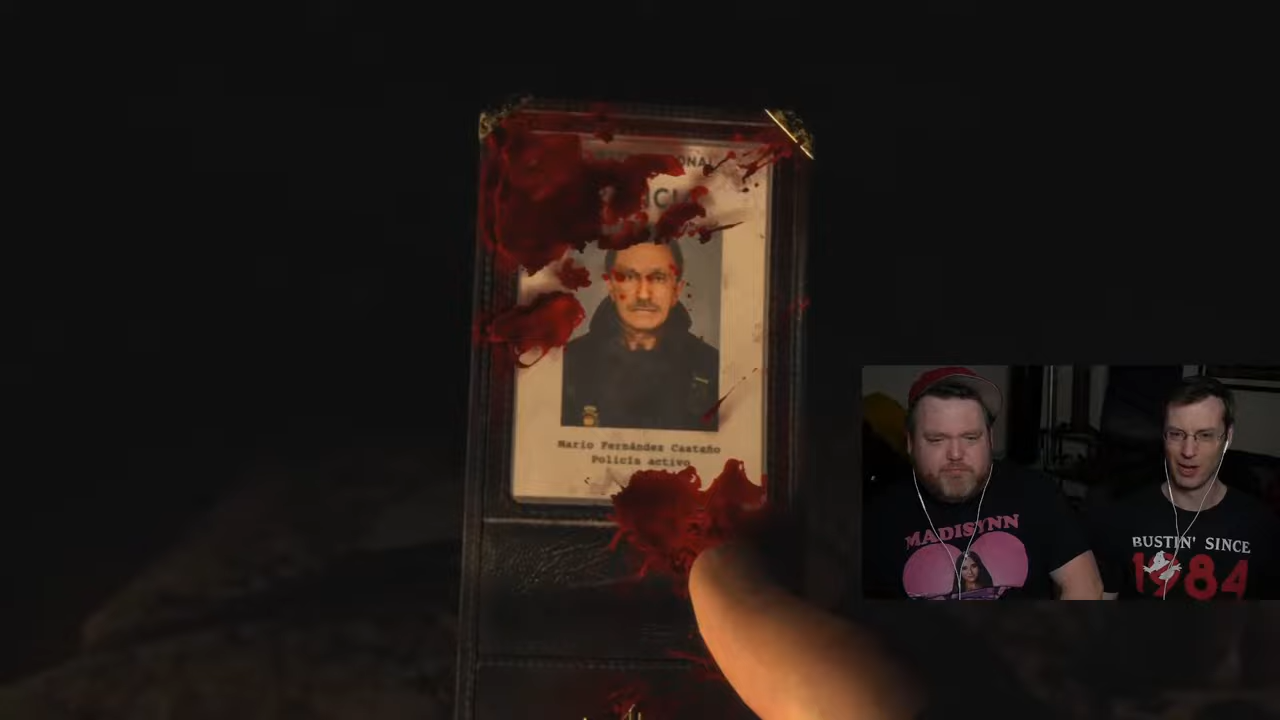 Mario Fernández Castaño
Policía activo
MADISYNN
BUSTIN' SINCE
1984